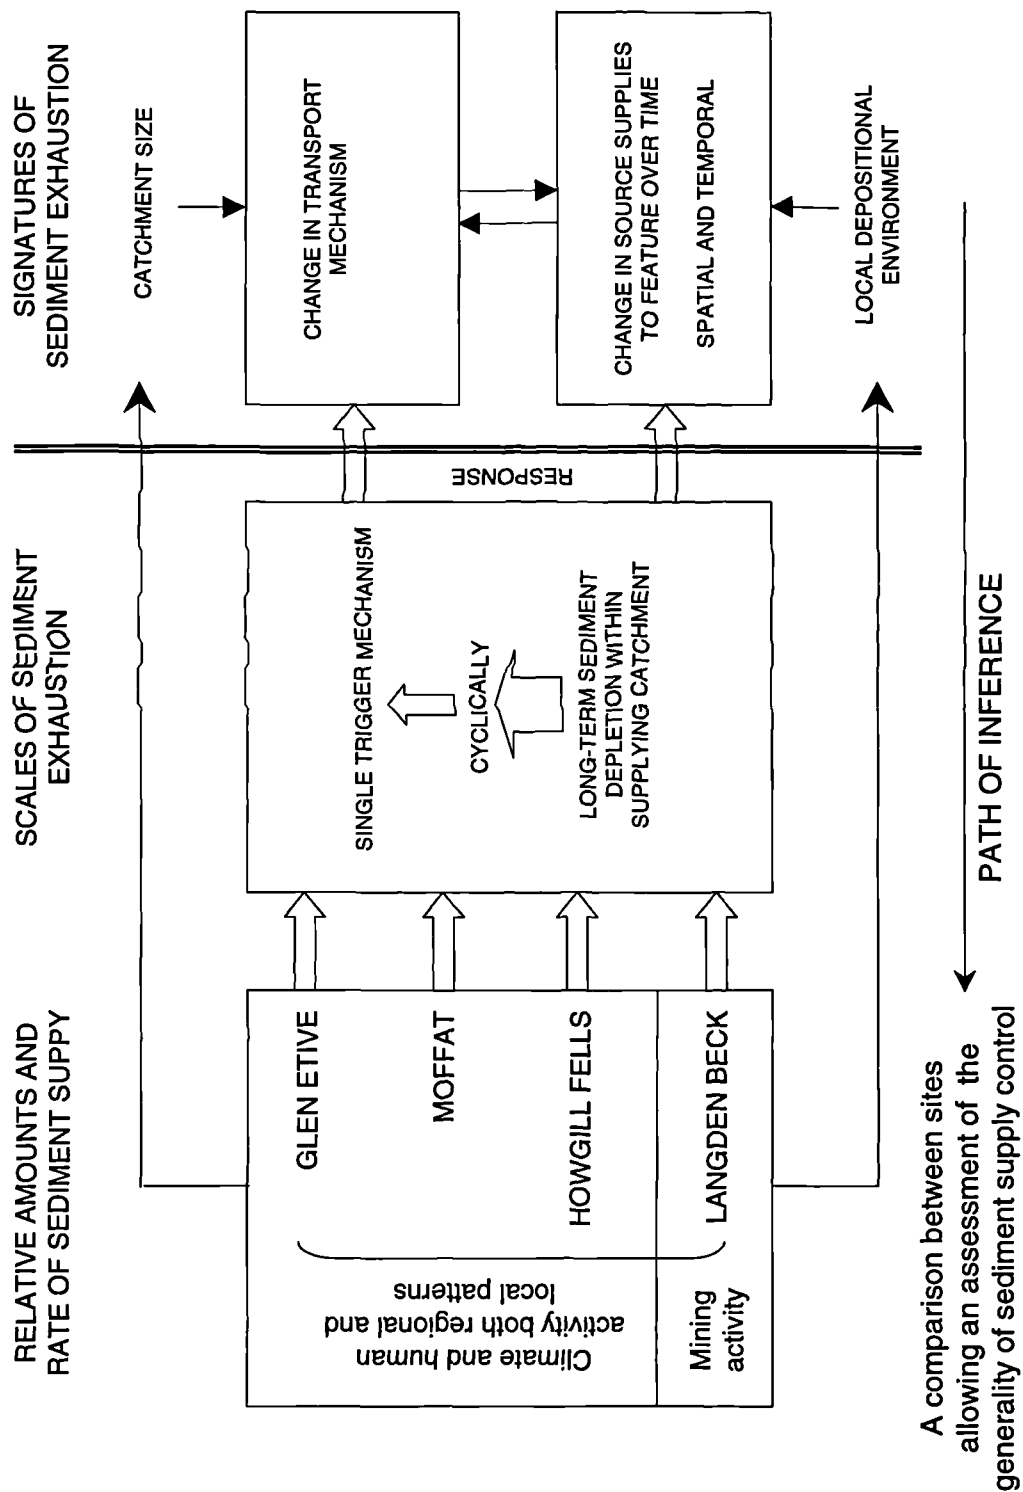 RELATIVE AMOUNTS AND
RATE OF SEDIMENT SUPPY
SCALES OF SEDIMENT
EXHAUSTION
SIGNATURES OF
SEDIMENT EXHAUSTION
Climate and human
activity both regional and
local patterns
Mining
activity
GLEN ETIVE
MOFFAT
HOWGILL FELLS
LANGDEN BECK
SINGLE TRIGGER MECHANISM
CYCLICALLY
LONG-TERM SEDIMENT
DEPLETION WITHIN
SUPPLYING CATCHMENT
RESPONSE
CATCHMENT SIZE
CHANGE IN TRANSPORT
MECHANISM
CHANGE IN SOURCE SUPPLIES
TO FEATURE OVER TIME
SPATIAL AND TEMPORAL
LOCAL DEPOSITIONAL
ENVIRONMENT
PATH OF INFERENCE
A comparison between sites
allowing an assessment of the
generality of sediment supply control